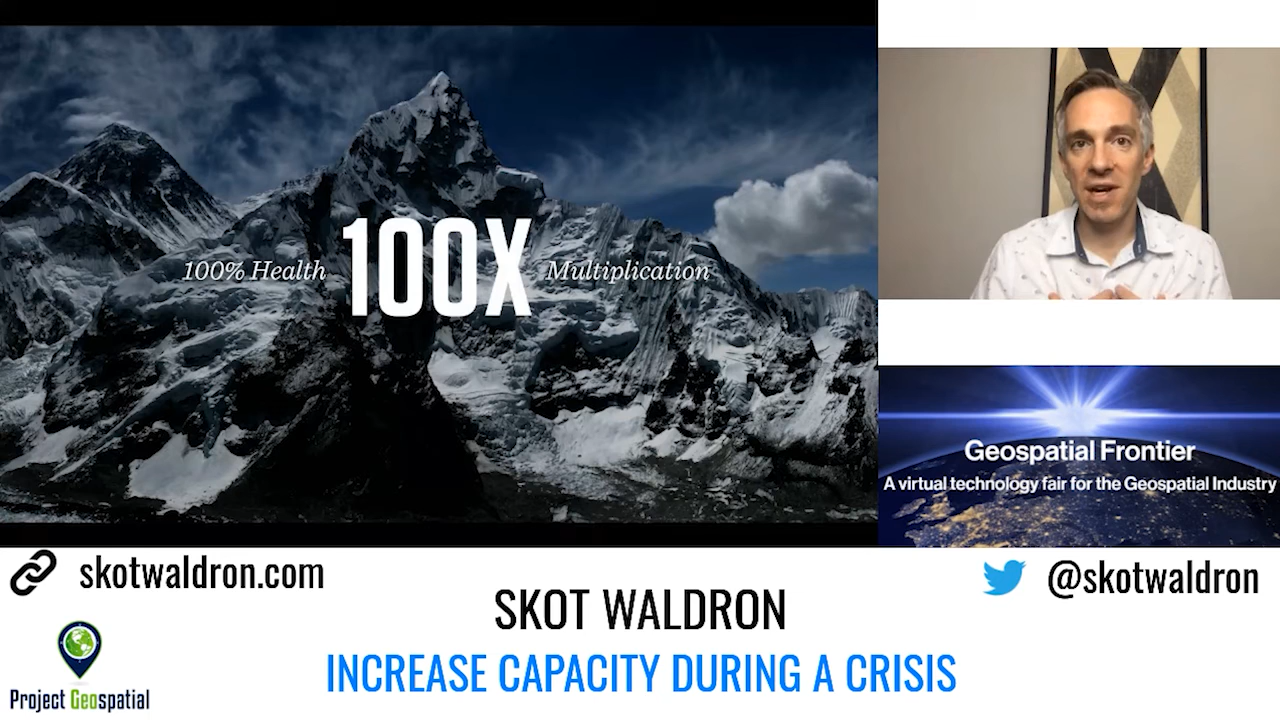 100% Health 100X Multiplication
Geospatial Frontier
A virtual technology fair for the Geospatial Industry
skotwaldron.com
@skotwaldron
SKOT WALDRON
INCREASE CAPACITY DURING A CRISIS
Project Geospatial